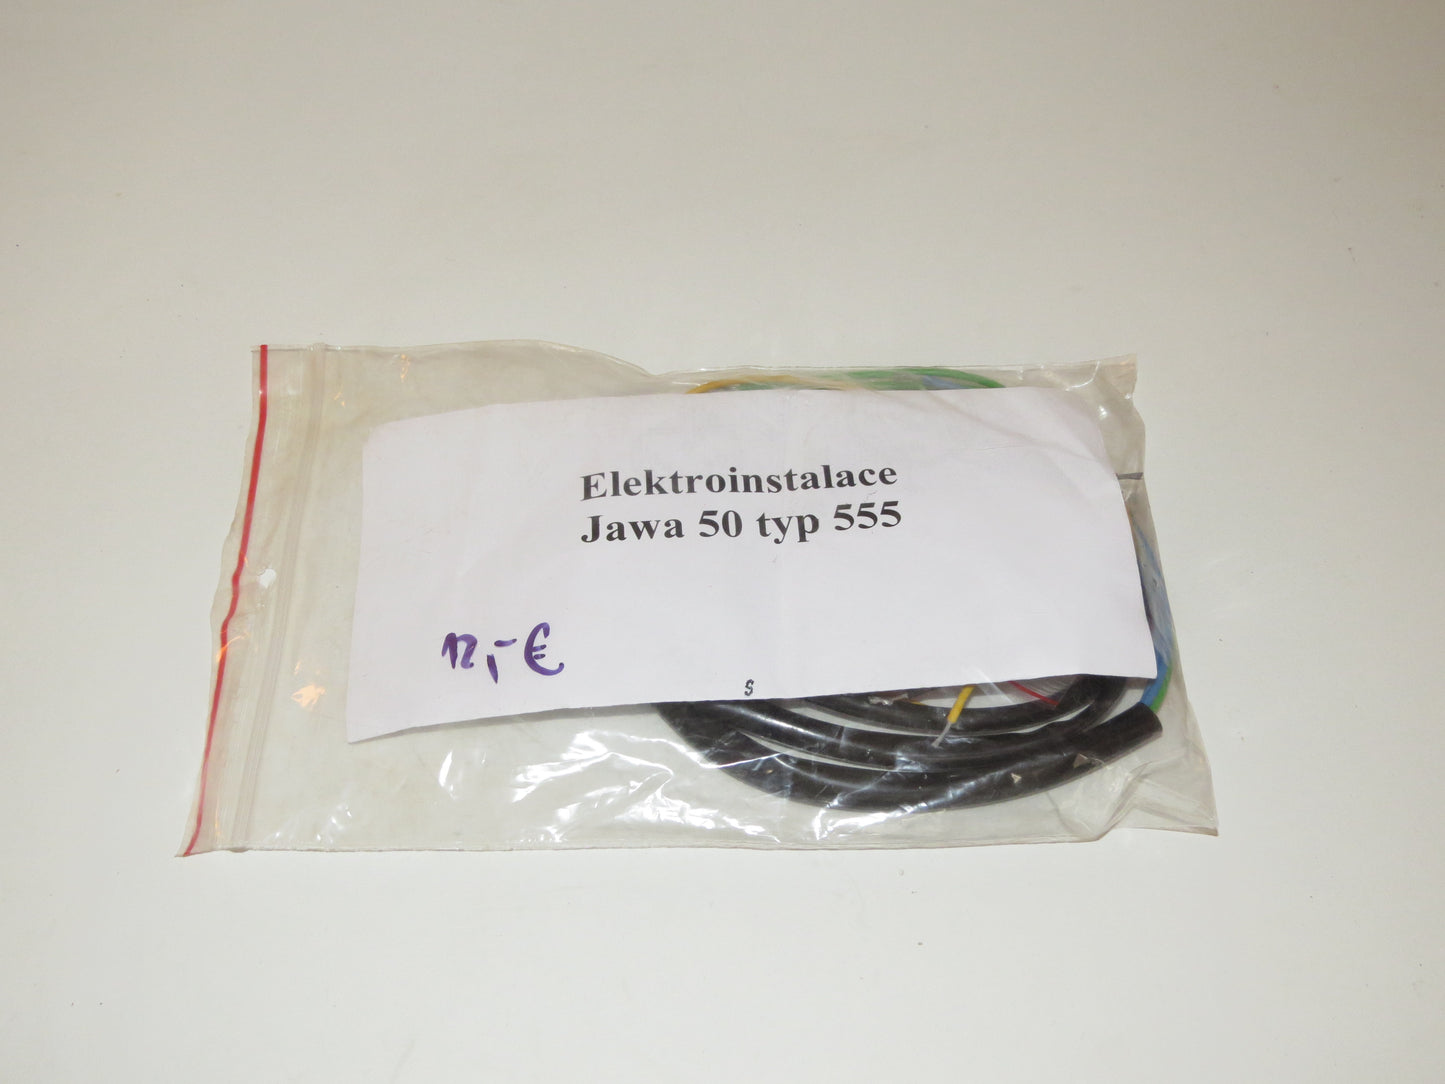 Elektroinstalace
Jawa 50 typ 555
12,-€
S